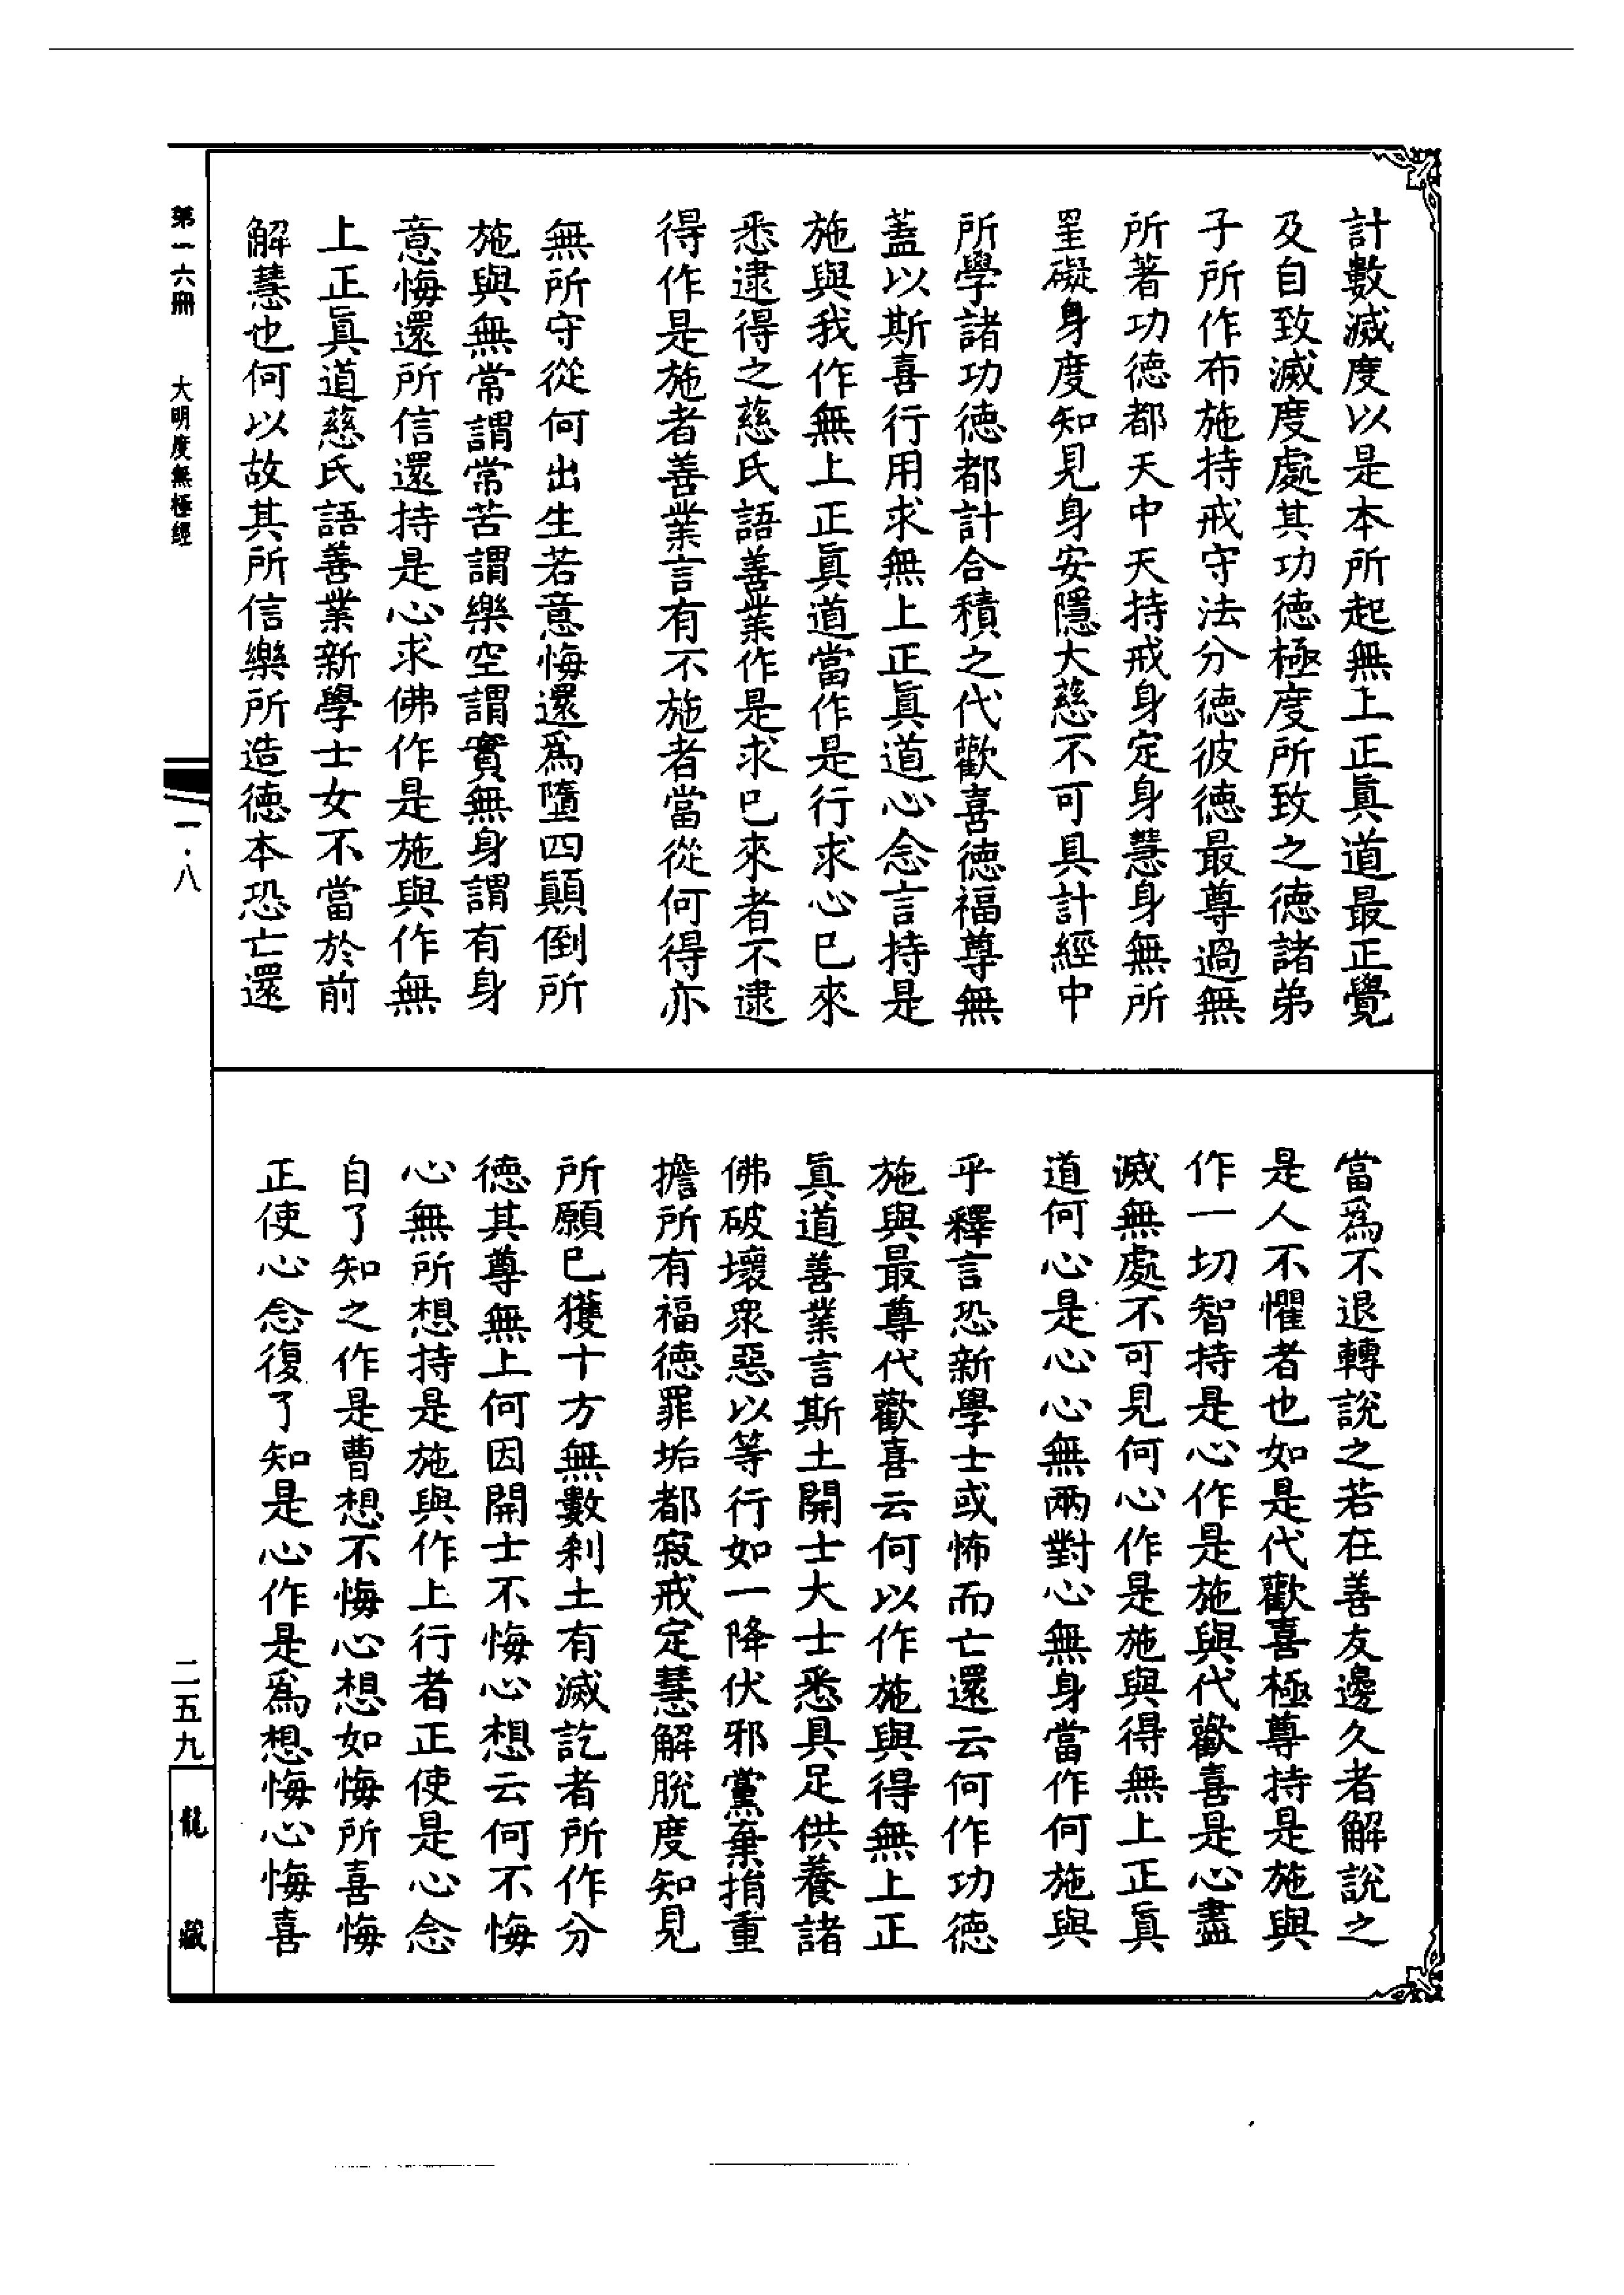 計數滅度以是本所起無上正眞道最正覺
及自致滅度處其功德極度所致之德諸弟
子所作布施持戒守法分德彼德最尊過無
所著功德都天中天持戒身定身慧身無所
罣礙身度知見身安隱大慈不可具計經中
所學諸功德都計合積之代歡喜德福尊無
蓋以斯喜行用求無上正眞道心念言持是
施與我作無上正眞道當作是行求心已來
悉逮得之慈氏語善業作是求已來者不逮
得作是施者善業言有不施者當從何得亦
無所守從何出生若意悔還爲墮四顛倒所
施與無常謂常苦謂樂空謂實無身謂有身
意悔還所信還持是心求佛作是施與作無
上正眞道慈氏語善業新學士女不當於前
解慧也何以故其所信樂所造德本恐亡還
當爲不退轉說之若在善友邊久者解說之
是人不懼者也如是代歡喜極尊持是施與
作一切智持是心作是施與代歡喜是心盡
滅無處不可見何心作是施與得無上正眞
道何心是心心無兩對心無身當作何施與
乎釋言恐新學士或怖而亡還云何作功德
施與最尊代歡喜云何以作施與得無上正
眞道善業言斯土開士大士悉具足供養諸
佛破壞衆惡以等行如一降伏邪黨棄捐重
擔所有福德罪垢都寂戒定慧解脫度知見
所願已獲十方無數刹土有滅訖者所作分
德其尊無上何因開士不悔心想云何不悔
心無所想持是施與作上行者正使是心念
自了知之作是曹想不悔心想如悔所喜悔
正使心念復了知是心作是爲想悔心悔喜
第一六冊 大明度無極經
一·八
二五九
龍藏